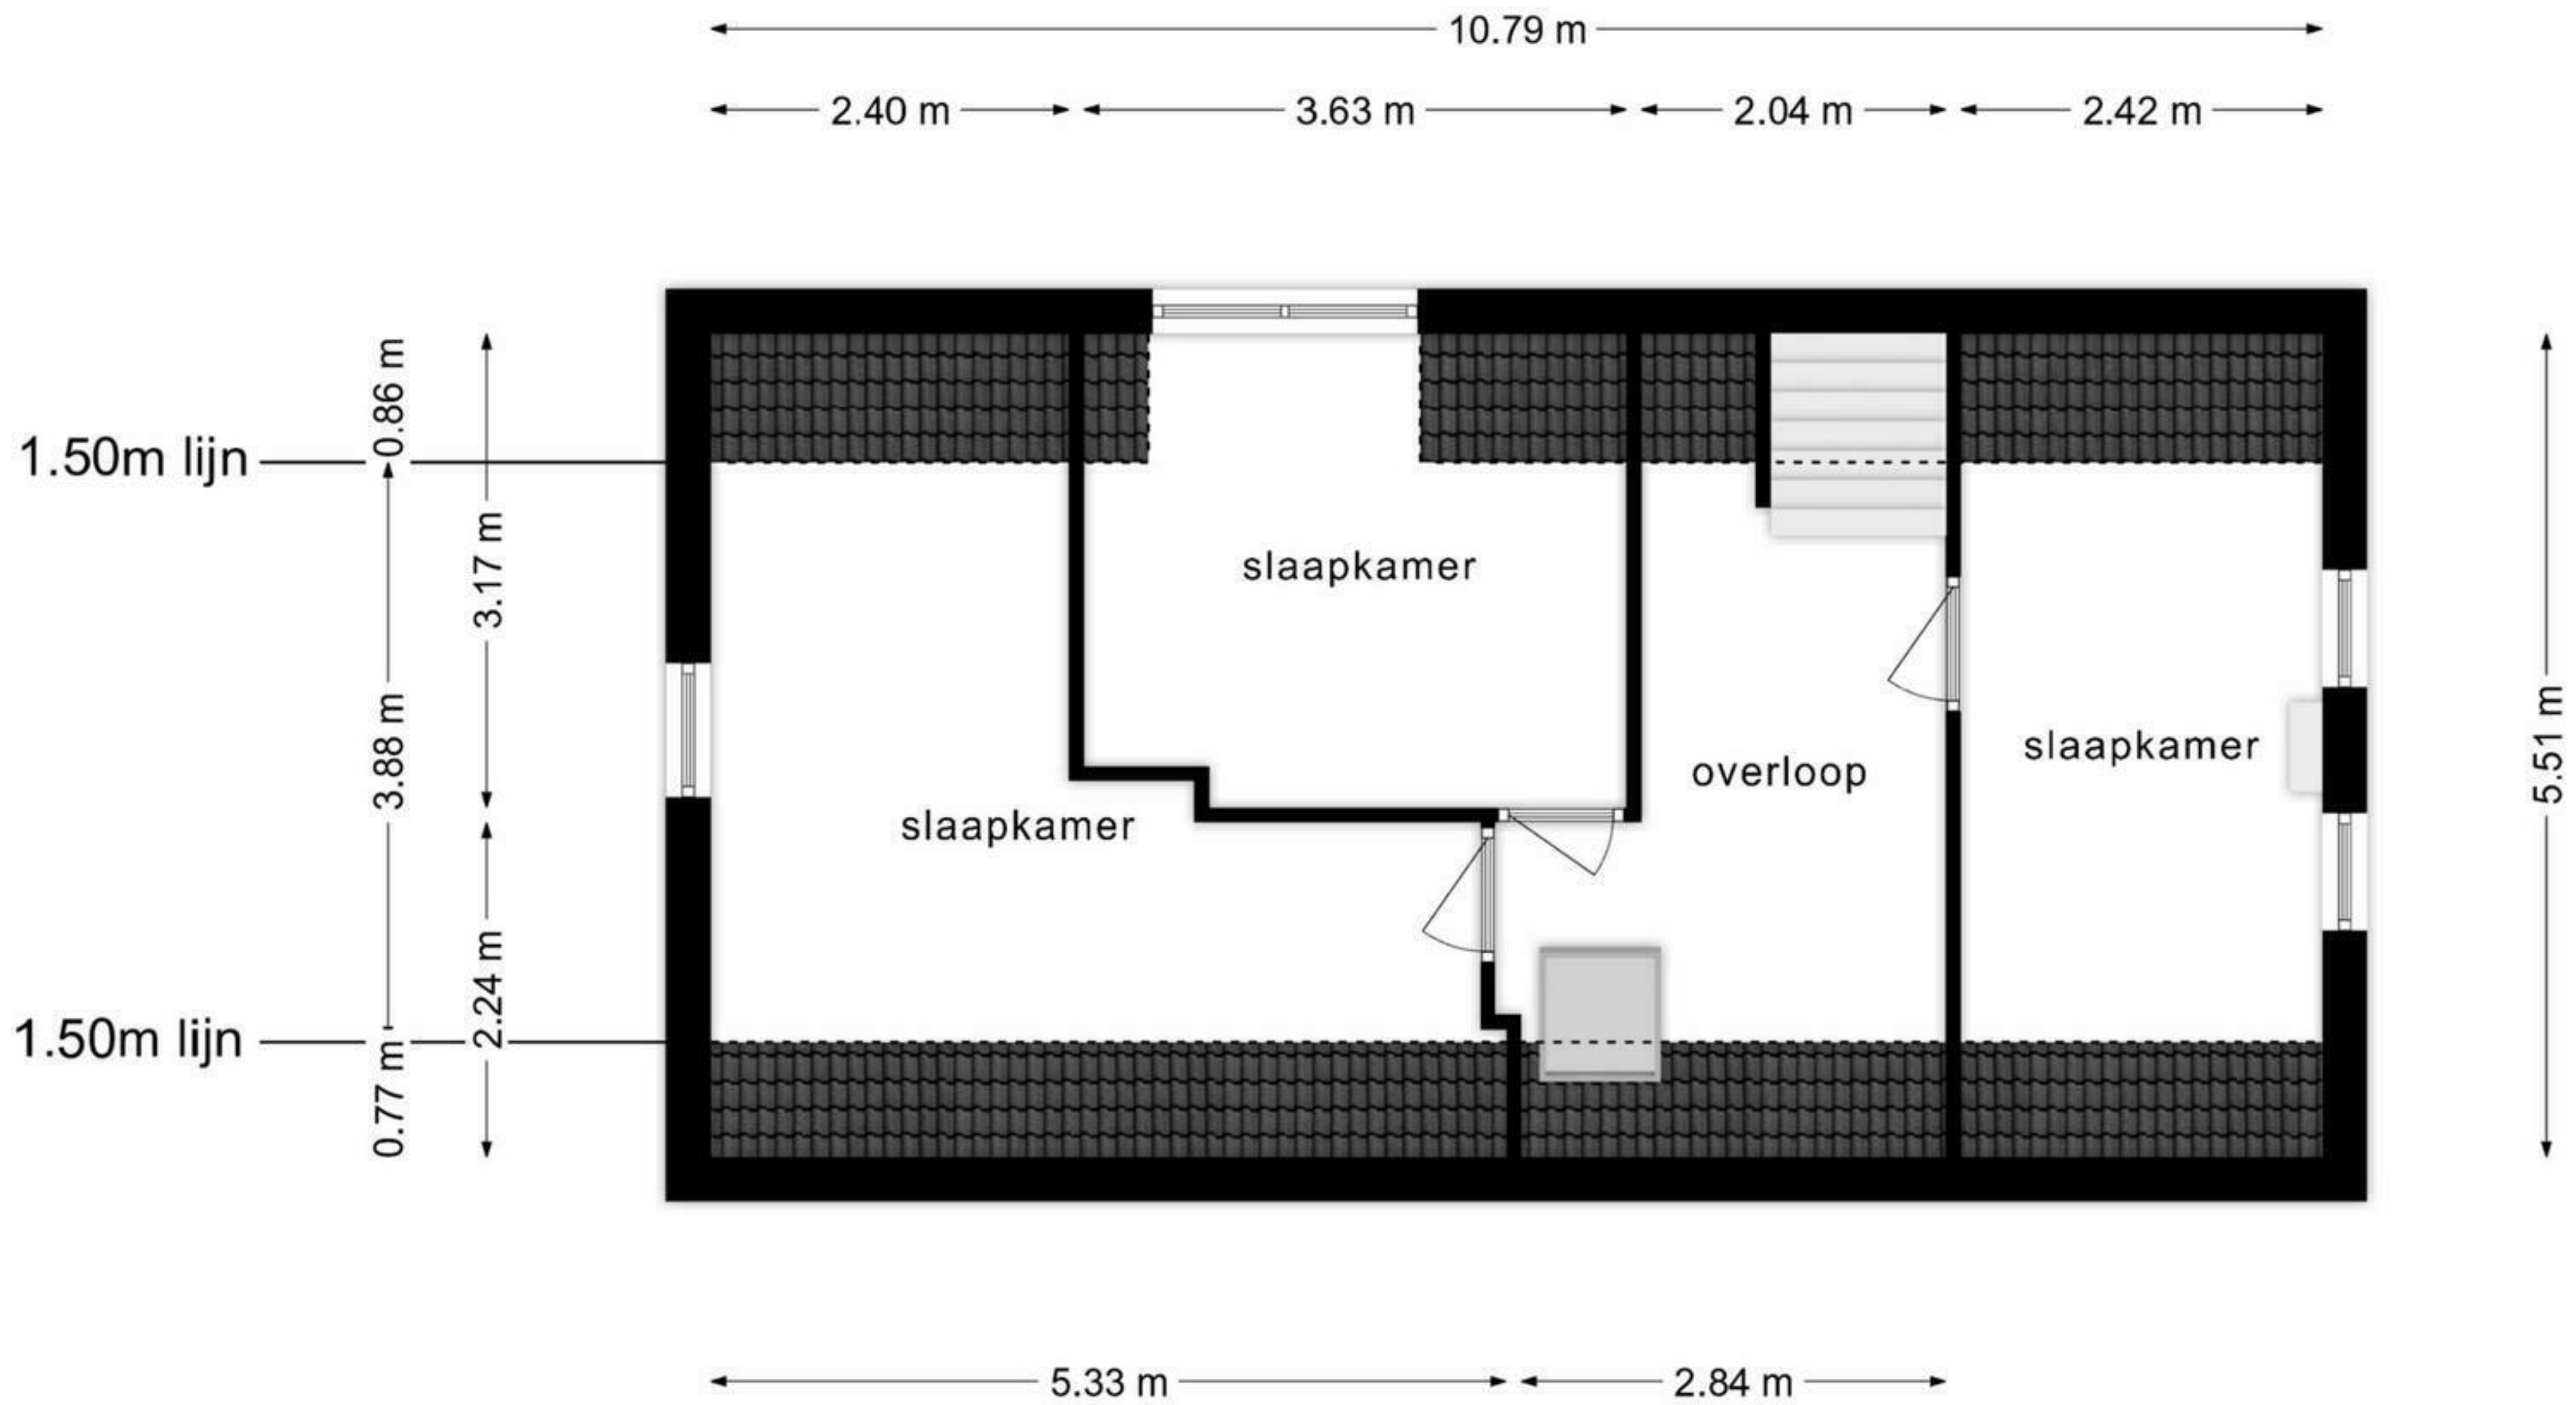 10.79 m
2.40 m
3.63 m
2.04 m
2.42 m
0.86 m
1.50m lijn
3.17 m
slaapkamer
3.88 m
5.51 m
slaapkamer
overloop
slaapkamer
2.24 m
1.50m lijn
0.77 m
5.33 m
2.84 m